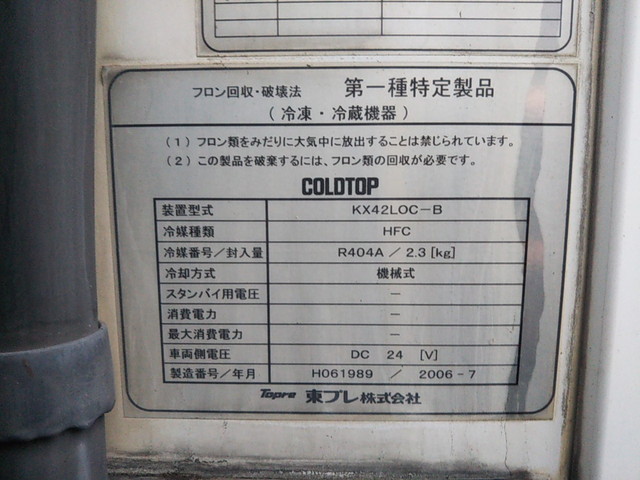 フロン回収・破壊法 第一種特定製品
（冷凍・冷蔵機器）
（1）フロン類をみだりに大気中に放出することは禁じられています。
（2）この製品を破棄するには、フロン類の回収が必要です。
COLDTOP
装置型式 KX42LOC－B
冷媒種類 HFC
冷媒番号／封入量 R404A ／ 2.3 [kg]
冷却方式 機械式
スタンバイ用電圧 －
消費電力 －
最大消費電力 －
車両側電圧 DC 24 [V]
製造番号／年月 H061989 ／ 2006－7
Topre 東プレ株式会社